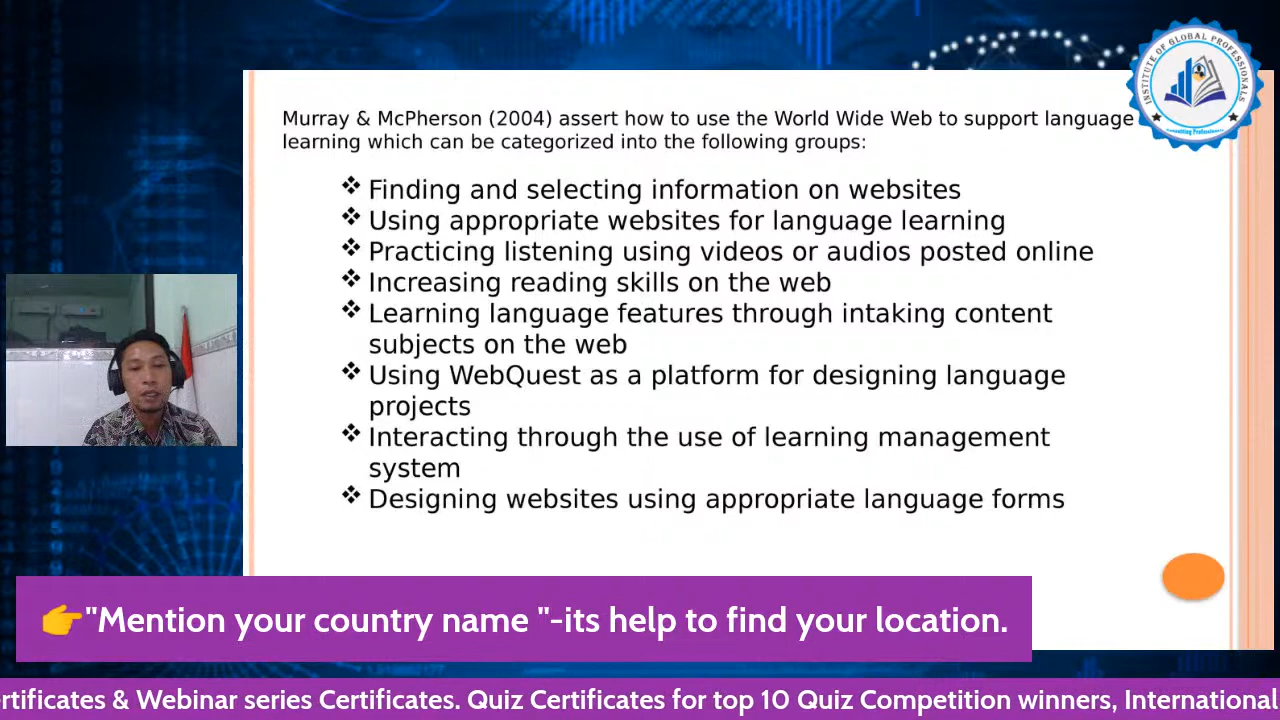 Murray & McPherson (2004) assert how to use the World Wide Web to support language
learning which can be categorized into the following groups:
❖ Finding and selecting information on websites
❖ Using appropriate websites for language learning
❖ Practicing listening using videos or audios posted online
❖ Increasing reading skills on the web
❖ Learning language features through intaking content
subjects on the web
❖ Using WebQuest as a platform for designing language
projects
❖ Interacting through the use of learning management
system
❖ Designing websites using appropriate language forms
INSTITUTE OF GLOBAL PROFESSIONALS
👉"Mention your country name "-its help to find your location.
rtificates & Webinar series Certificates. Quiz Certificates for top 10 Quiz Competition winners, International